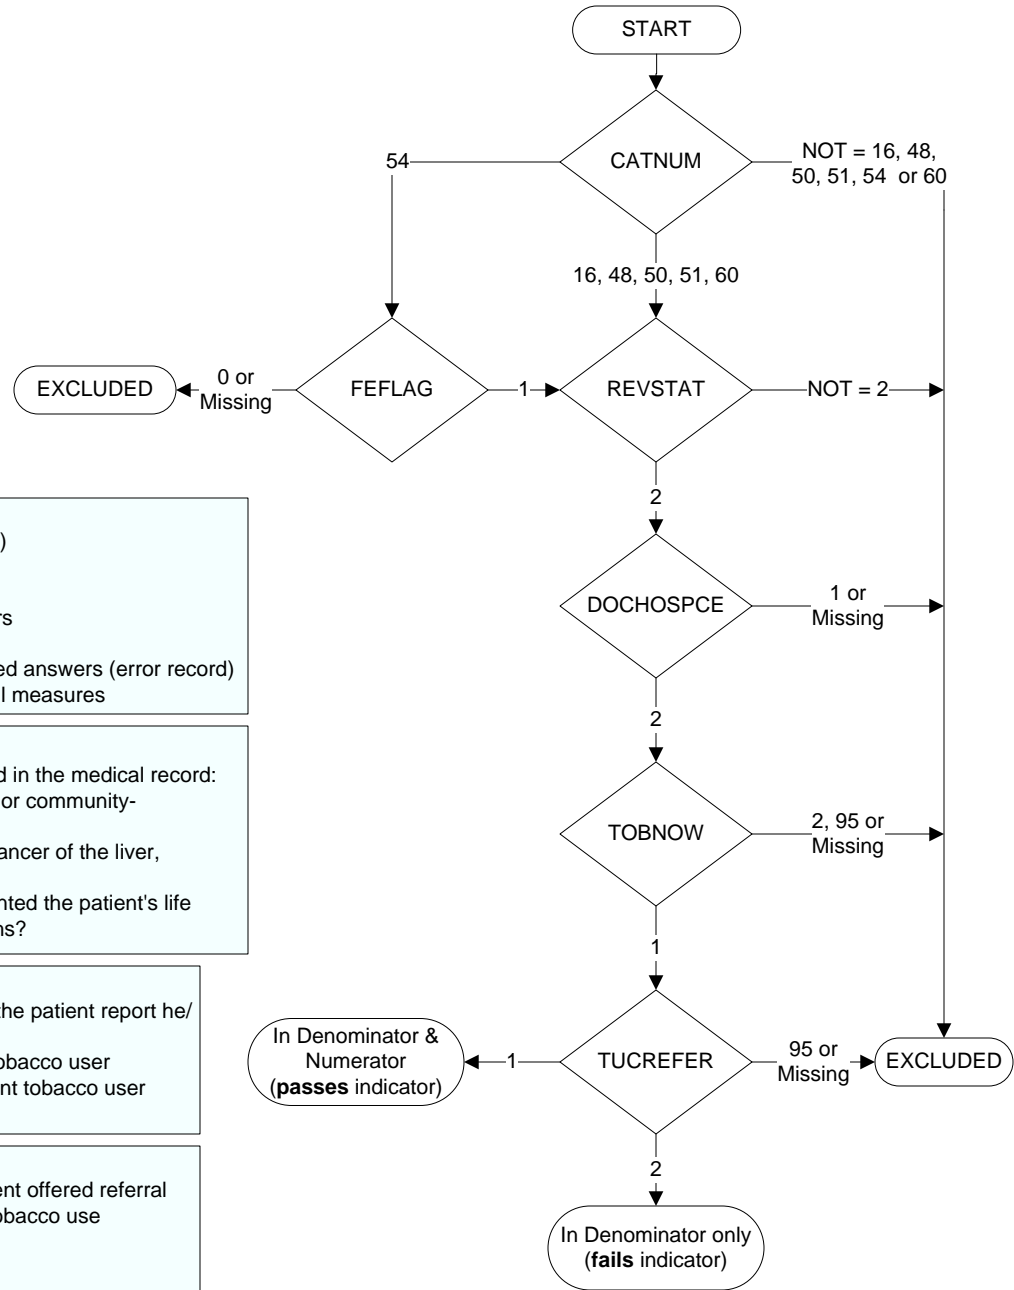 START
CATNUM
54
NOT = 16, 48,
50, 51, 54 or 60
16, 48, 50, 51, 60
EXCLUDED
0 or
Missing
FEFLAG
1
REVSTAT
NOT = 2
2
)
rs
ed answers (error record)
l measures
DOCHOSPCE
1 or
Missing
2
d in the medical record:
or community-
ancer of the liver,
nted the patient's life
ns?
TOBNOW
2, 95 or
Missing
1
the patient report he/
obacco user
nt tobacco user
In Denominator &
Numerator
(passes indicator)
1
TUCREFER
95 or
Missing
EXCLUDED
2
ent offered referral
obacco use
In Denominator only
(fails indicator)